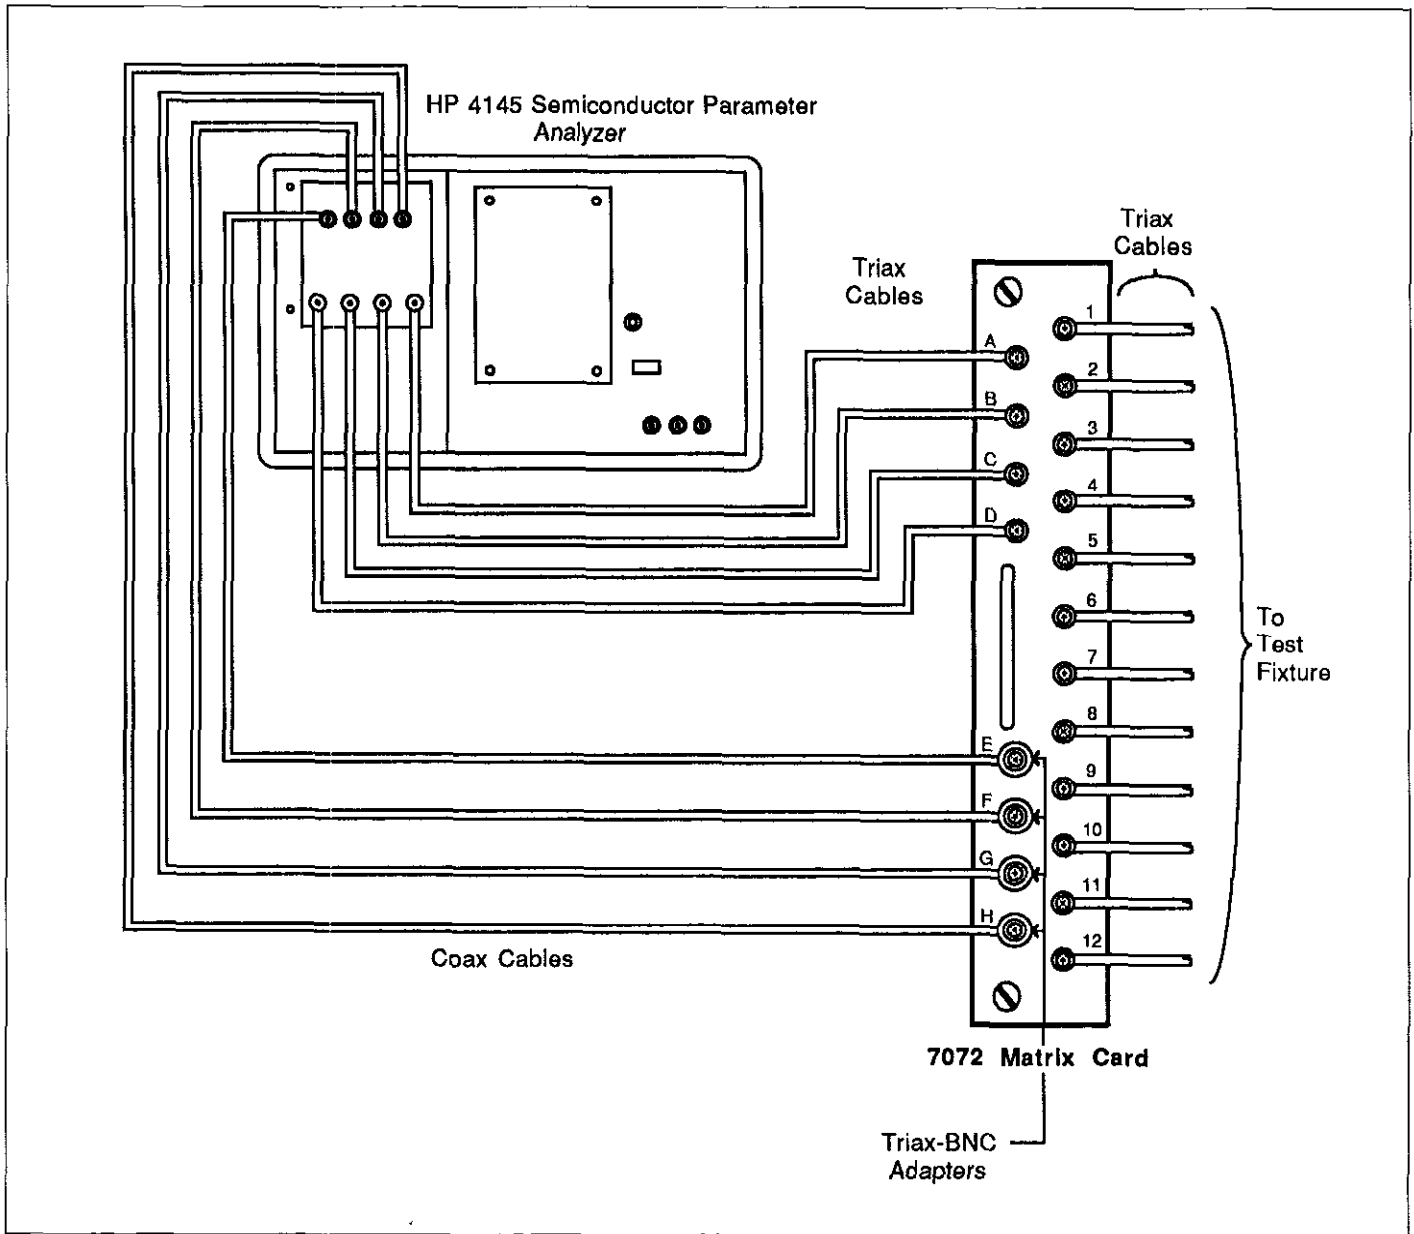 HP 4145 Semiconductor Parameter
Analyzer
Triax
Cables
Triax
Cables
A
B
C
D
E
F
G
H
1
2
3
4
5
6
7
8
9
10
11
12
To
Test
Fixture
Coax Cables
7072 Matrix Card
Triax-BNC
Adapters